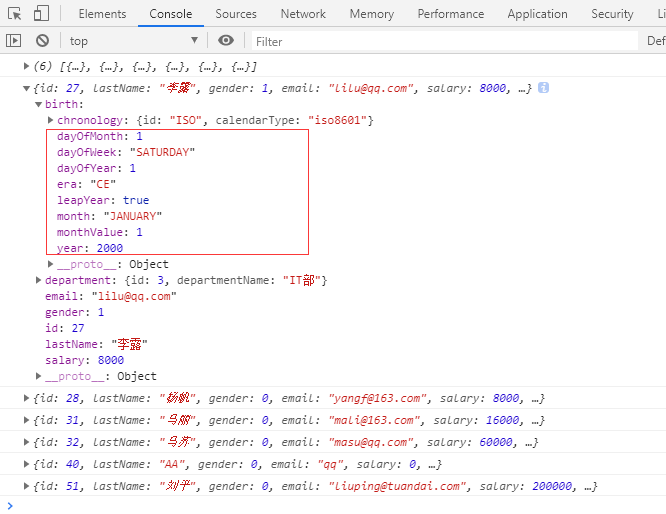 Elements Console Sources Network Memory Performance Application Security Li
top Filter Def
(6) [{…}, {…}, {…}, {…}, {…}, {…}]
{id: 27, lastName: "李露", gender: 1, email: "lilu@qq.com", salary: 8000, …}
birth:
chronology: {id: "ISO", calendarType: "iso8601"}
dayOfMonth: 1
dayOfWeek: "SATURDAY"
dayOfYear: 1
era: "CE"
leapYear: true
month: "JANUARY"
monthValue: 1
year: 2000
__proto__: Object
department: {id: 3, departmentName: "IT部"}
email: "lilu@qq.com"
gender: 1
id: 27
lastName: "李露"
salary: 8000
__proto__: Object
{id: 28, lastName: "杨帆", gender: 0, email: "yangf@163.com", salary: 8000, …}
{id: 31, lastName: "马丽", gender: 0, email: "mali@163.com", salary: 16000, …}
{id: 32, lastName: "马苏", gender: 0, email: "masu@qq.com", salary: 60000, …}
{id: 40, lastName: "AA", gender: 0, email: "qq", salary: 0, …}
{id: 51, lastName: "刘平", gender: 0, email: "liuping@tuandai.com", salary: 200000, …}